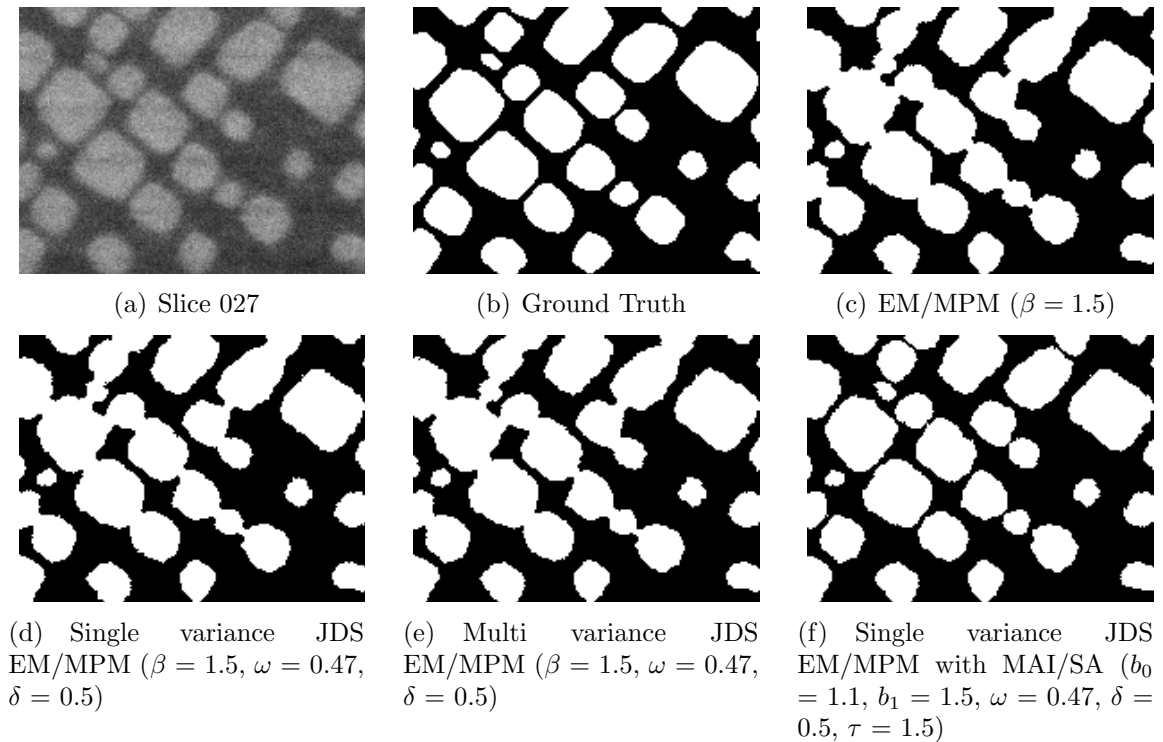 (a) Slice 027
(b) Ground Truth
(c) EM/MPM (β = 1.5)
(d) Single variance JDS
EM/MPM (β = 1.5, ω = 0.47,
δ = 0.5)
(e) Multi variance JDS
EM/MPM (β = 1.5, ω = 0.47,
δ = 0.5)
(f) Single variance JDS
EM/MPM with MAI/SA (b₀
= 1.1, b₁ = 1.5, ω = 0.47, δ =
0.5, τ = 1.5)